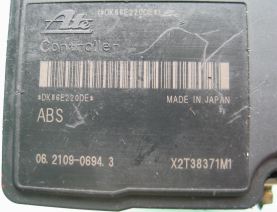 *DK86E220DE*
Ate
Controller
*DK86E220DE*
MADE IN JAPAN
ABS
06.2109-0694.3
X2T38371M1